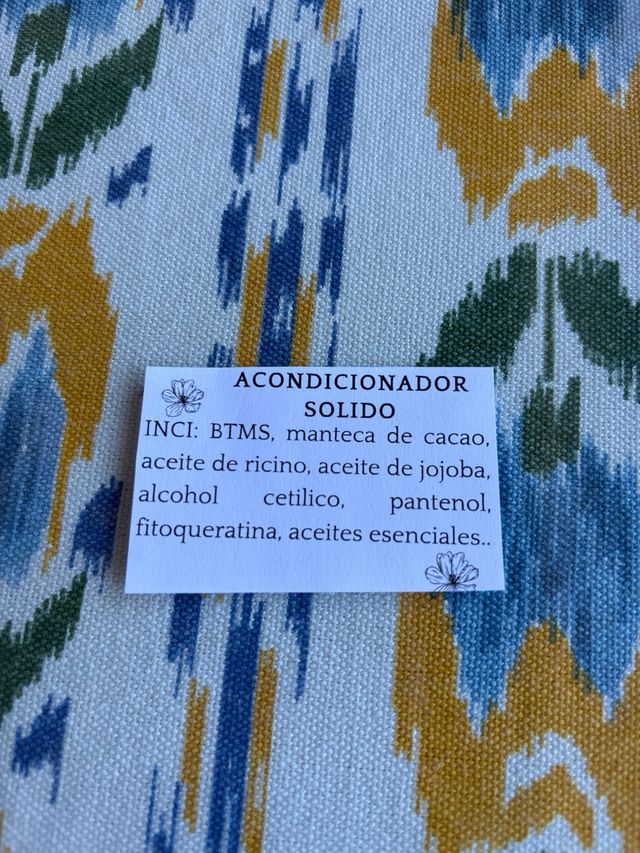 ACONDICIONADOR
SOLIDO
INCI: BTMS, manteca de cacao,
aceite de ricino, aceite de jojoba,
alcohol cetilico, pantenol,
fitoqueratina, aceites esenciales..